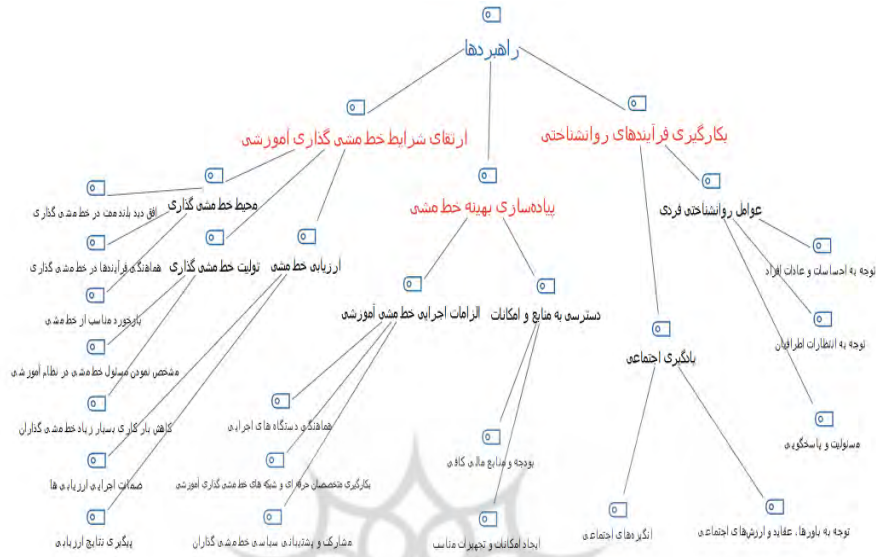 راهبردها
بکارگیری فرآیندهای روانشناختی
ارتقای شرایط خط مشی گذاری آموزشی
پیاده‌سازی بهینه خط‌مشی
عوامل روانشناختی فردی
توجه به احساسات و عادات افراد
توجه به انتظارات اطرافیان
مسئولیت و پاسخگویی
یادگیری اجتماعی
توجه به باورها، عقاید و ارزش‌های اجتماعی
انگیزه‌های اجتماعی
دسترسی به منابع و امکانات
بودجه و منابع مالی کافی
ایجاد امکانات و تجهیزات مناسب
الزامات اجرایی خط مشی آموزشی
هماهنگی دستگاه های اجرایی
بکارگیری متخصصان حرفه ای و شبکه های خط مشی گذاری آموزشی
مشارکت و پشتیبانی سیاسی خط مشی گذاران
محیط خط مشی گذاری
افق دید بلندمدت در خط مشی گذاری
هماهنگی فرآیندها در خط مشی گذاری
بازخورد مناسب از خط مشی
تولیت خط مشی گذاری
مشخص نمودن مسئول خط مشی در نظام آموزشی
کاهش بار کاری بسیار زیاد خط مشی گذاران
ارزیابی خط مشی
ضمانت اجرایی ارزیابی ها
پیگیری نتایج ارزیابی